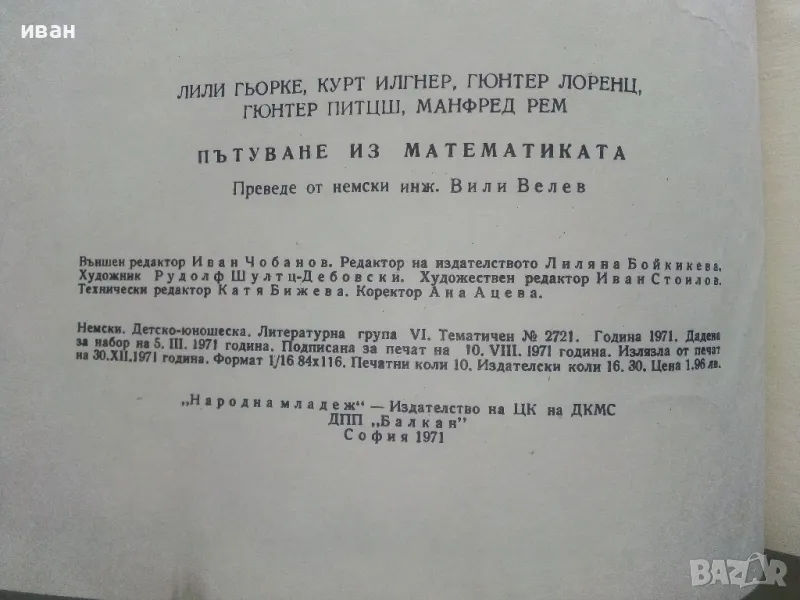 иван
ЛИЛИ ГЬОРКЕ, КУРТ ИЛГНЕР, ГЮНТЕР ЛОРЕНЦ,
ГЮНТЕР ПИТЦШ, МАНФРЕД РЕМ
ПЪТУВАНЕ ИЗ МАТЕМАТИКАТА
Преведе от немски инж. Вили Велев
Външен редактор Иван Чобанов. Редактор на издателството Лиляна Бойкикева.
Художник Рудолф Шултц-Дебовски. Художествен редактор Иван Стоилов.
Технически редактор Катя Бижева. Коректор Ана Ацева.
Немски. Детско-юношеска. Литературна група VI. Тематичен № 2721. Година 1971. Дадена
за набор на 5. III. 1971 година. Подписана за печат на 10. VIII. 1971 година. Излязла от печат
на 30.XII.1971 година. Формат 1/16 84x116. Печатни коли 10. Издателски коли 16. 30. Цена 1.96 лв.
„Народна младеж“ — Издателство на ЦК на ДКМС
ДПП „Балкан”
София 1971
BAZAR